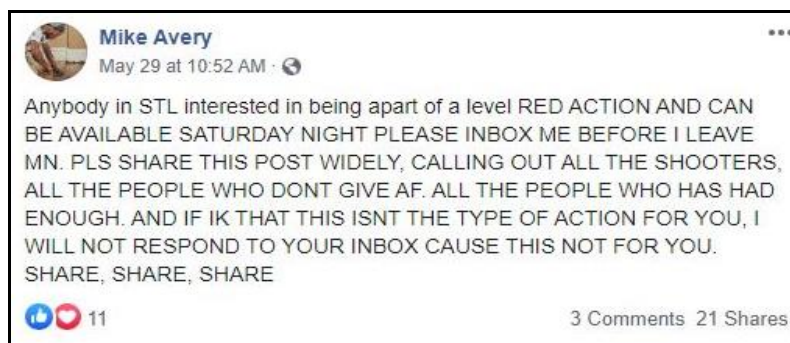 Mike Avery
May 29 at 10:52 AM ·
Anybody in STL interested in being apart of a level RED ACTION AND CAN
BE AVAILABLE SATURDAY NIGHT PLEASE INBOX ME BEFORE I LEAVE
MN. PLS SHARE THIS POST WIDELY, CALLING OUT ALL THE SHOOTERS,
ALL THE PEOPLE WHO DONT GIVE AF. ALL THE PEOPLE WHO HAS HAD
ENOUGH. AND IF IK THAT THIS ISNT THE TYPE OF ACTION FOR YOU, I
WILL NOT RESPOND TO YOUR INBOX CAUSE THIS NOT FOR YOU.
SHARE, SHARE, SHARE
11 3 Comments 21 Shares